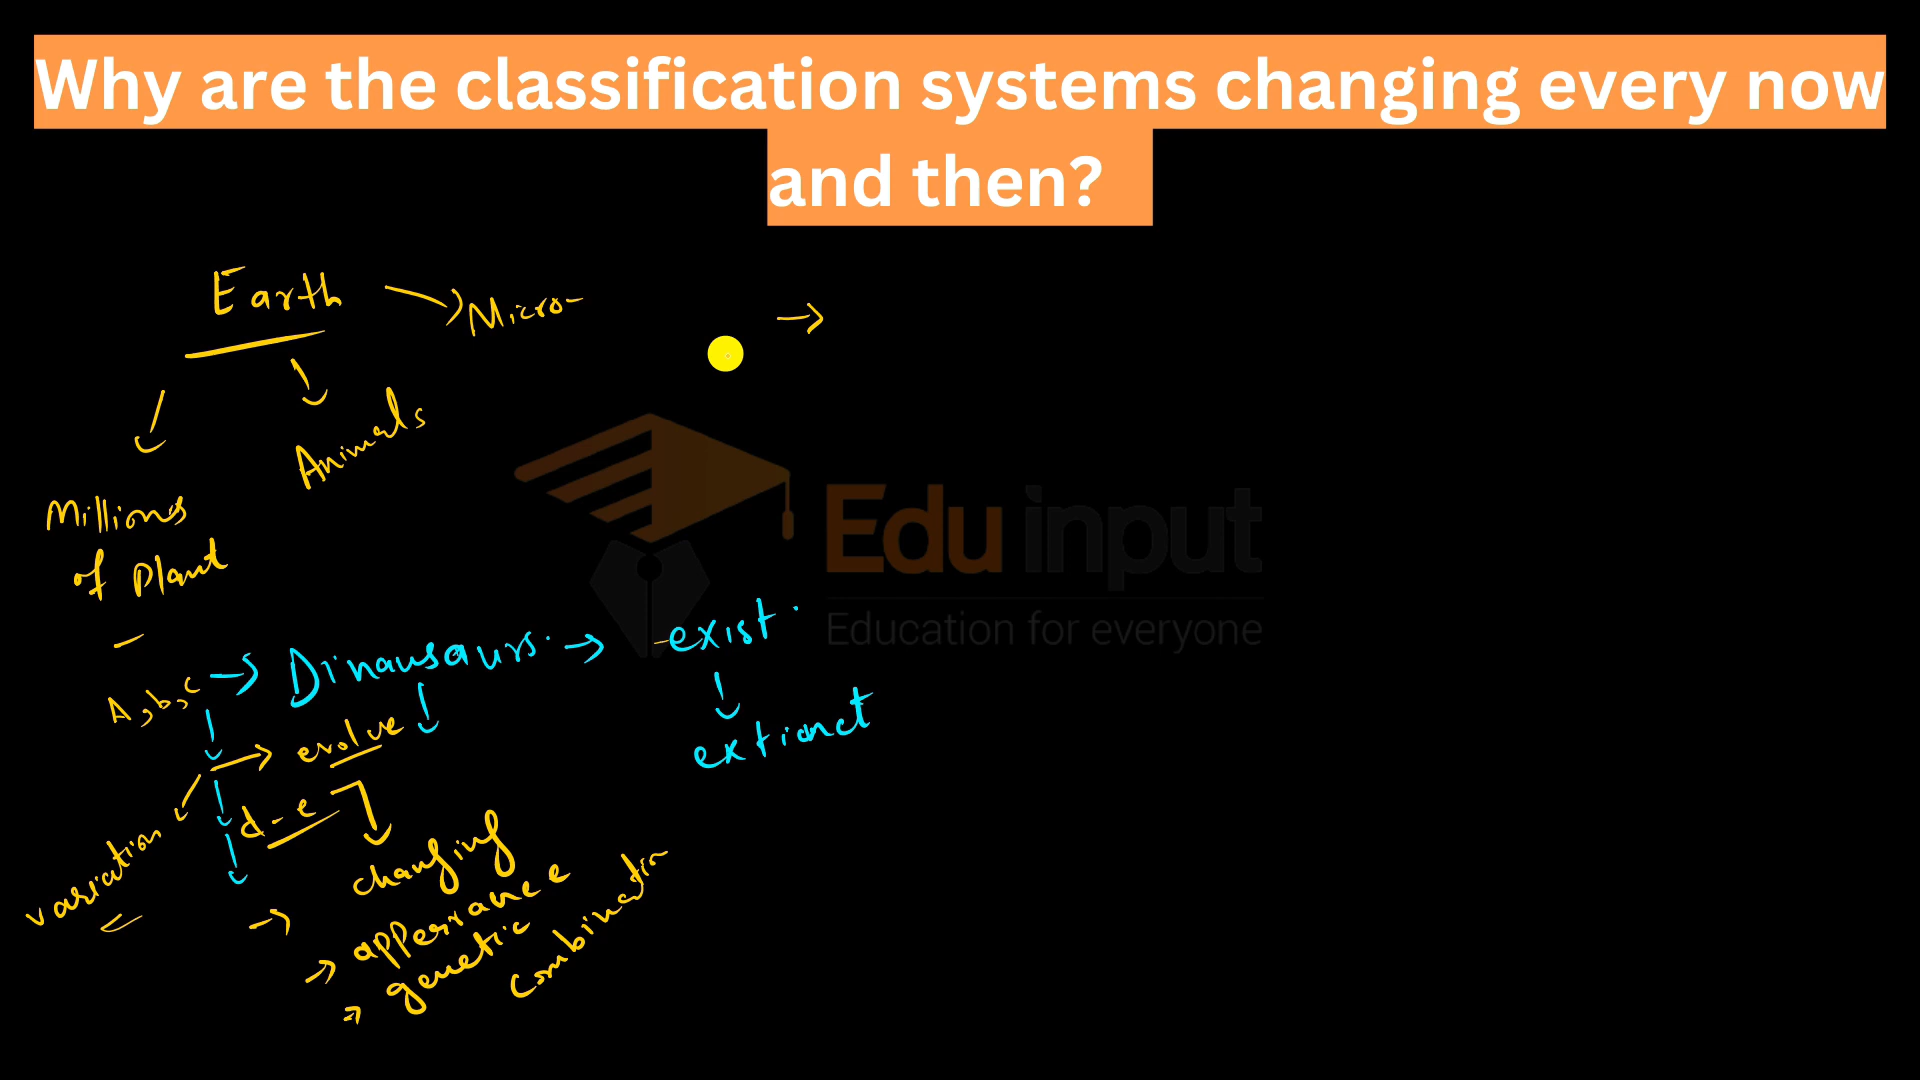 Why are the classification systems changing every now
and then?
Earth
Micro-
Animals
Millions
of Plant
A,b,c
Dinausaurs
exist
extionct
evolve
d-e
variation
changing
apperrance
genetic
Combination
Edu input
Education for everyone